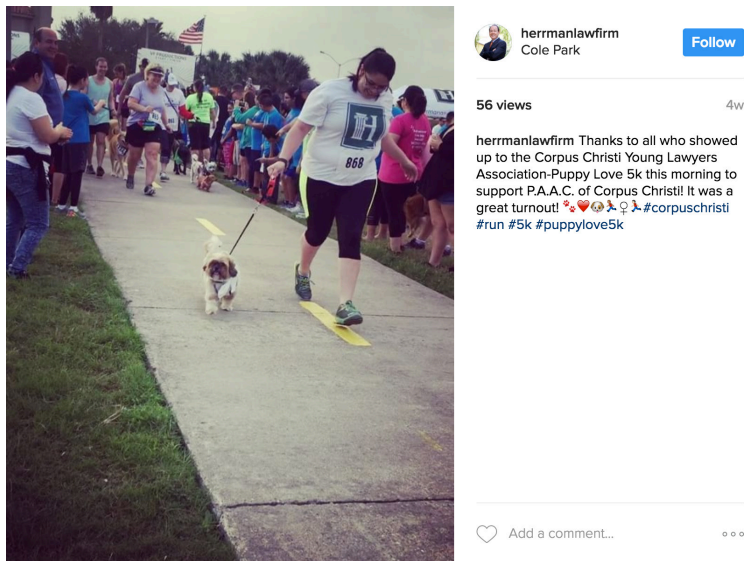 herrmanlawfirm
Cole Park
Follow
56 views
4w
herrmanlawfirm Thanks to all who showed
up to the Corpus Christi Young Lawyers
Association-Puppy Love 5k this morning to
support P.A.A.C. of Corpus Christi! It was a
great turnout! 🐾❤️🐶🏃🏽‍♀️🏃🏽#corpuschristi
#run #5k #puppylove5k
H
868
Add a comment...